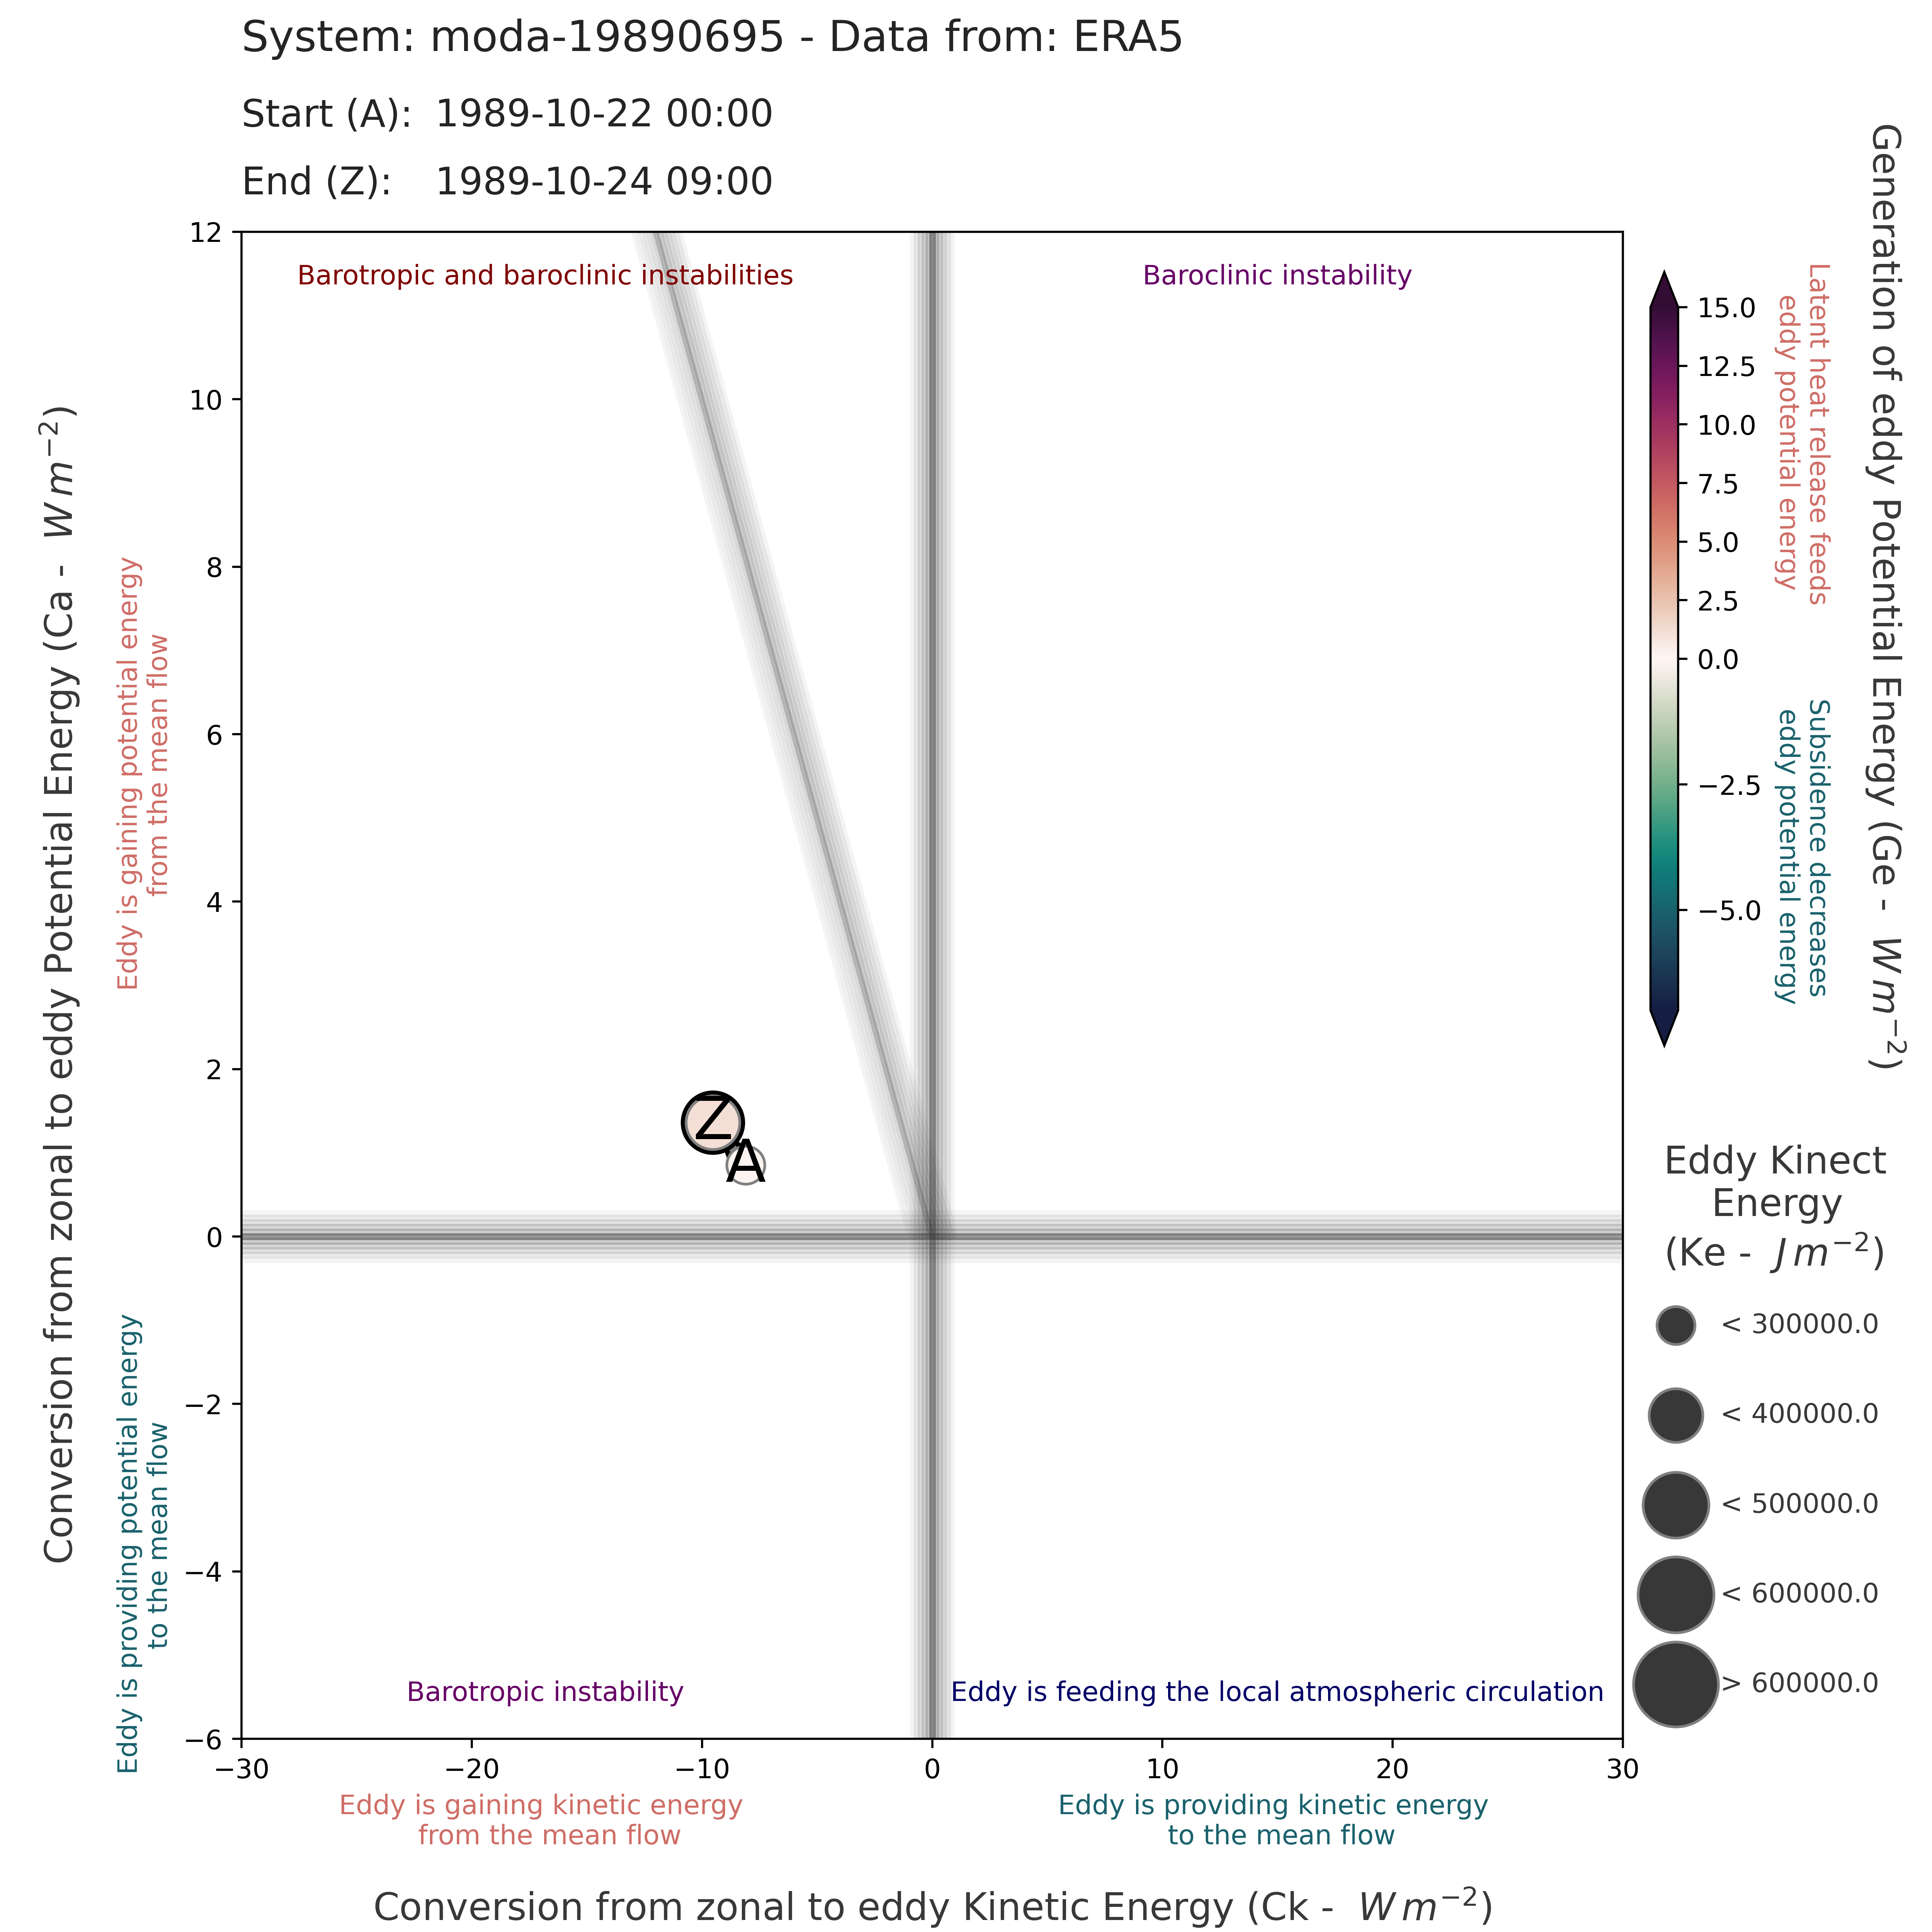 System: moda-19890695 - Data from: ERA5
Start (A): 1989-10-22 00:00
End (Z): 1989-10-24 09:00
Conversion from zonal to eddy Potential Energy (Ca - W m⁻²)
Eddy is gaining potential energy
from the mean flow
Eddy is providing potential energy
to the mean flow
12
10
8
6
4
2
0
−2
−4
−6
Barotropic and baroclinic instabilities
Baroclinic instability
Z
A
Barotropic instability
Eddy is feeding the local atmospheric circulation
−30
−20
−10
0
10
20
30
Eddy is gaining kinetic energy
from the mean flow
Eddy is providing kinetic energy
to the mean flow
Conversion from zonal to eddy Kinetic Energy (Ck - W m⁻²)
15.0
12.5
10.0
7.5
5.0
2.5
0.0
−2.5
−5.0
Latent heat release feeds
eddy potential energy
Subsidence decreases
eddy potential energy
Generation of eddy Potential Energy (Ge - W m⁻²)
Eddy Kinect
Energy
(Ke - J m⁻²)
< 300000.0
< 400000.0
< 500000.0
< 600000.0
> 600000.0